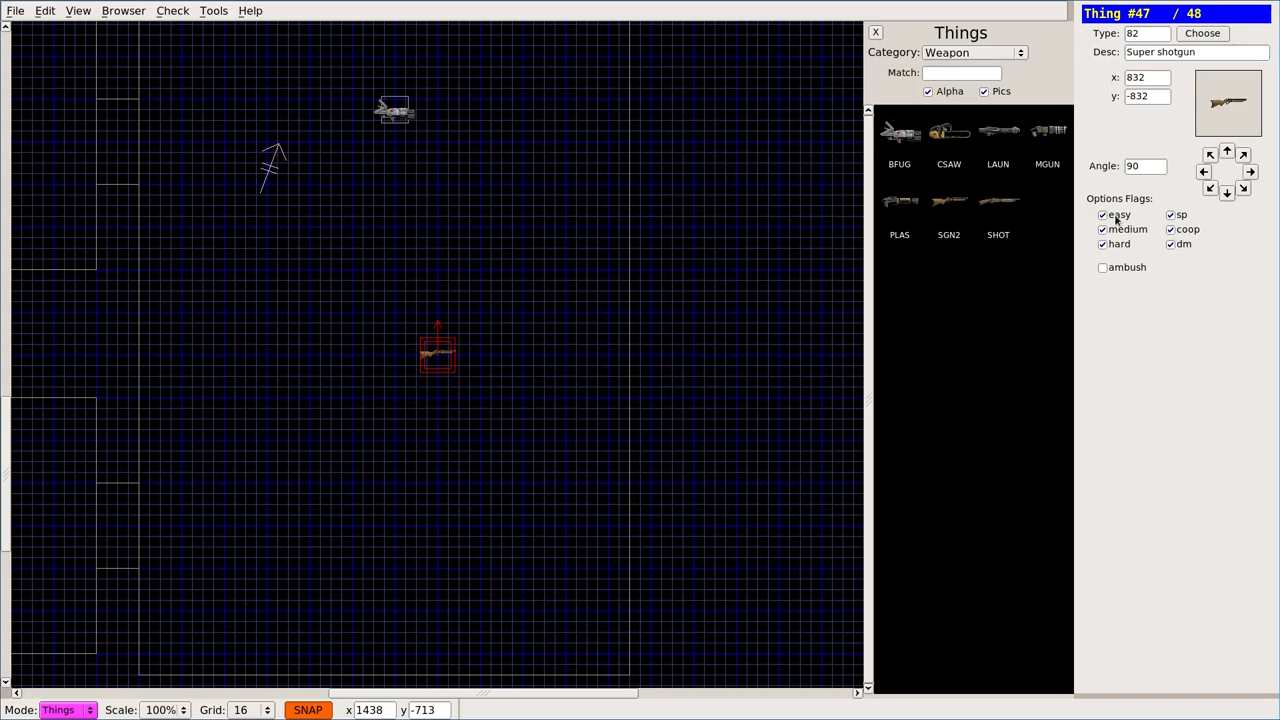 File Edit View Browser Check Tools Help
X Things
Category: Weapon
Match:
Alpha Pics
BFUG CSAW LAUN MGUN
PLAS SGN2 SHOT
Thing #47 / 48
Type: 82 Choose
Desc: Super shotgun
x: 832
y: -832
Angle: 90
Options Flags:
easy sp
medium coop
hard dm
ambush
Mode: Things Scale: 100% Grid: 16 SNAP x 1438 y -713